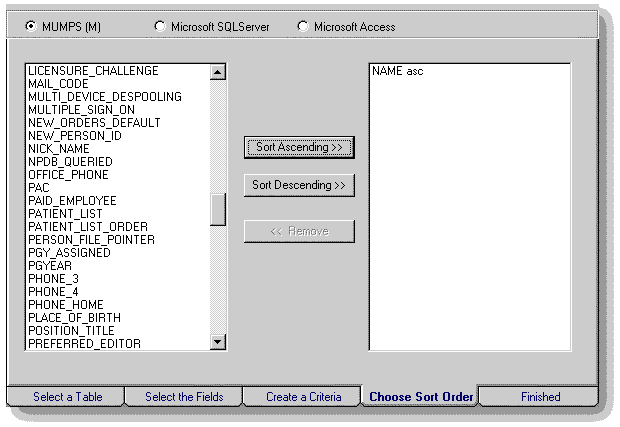 MUMPS (M)
Microsoft SQLServer
Microsoft Access
LICENSURE_CHALLENGE
MAIL_CODE
MULTI_DEVICE_DESPOOLING
MULTIPLE_SIGN_ON
NEW_ORDERS_DEFAULT
NEW_PERSON_ID
NICK_NAME
NPDB_QUERIED
OFFICE_PHONE
PAC
PAID_EMPLOYEE
PATIENT_LIST
PATIENT_LIST_ORDER
PERSON_FILE_POINTER
PGY_ASSIGNED
PGYEAR
PHONE_3
PHONE_4
PHONE_HOME
PLACE_OF_BIRTH
POSITION_TITLE
PREFERRED_EDITOR
Sort Ascending >>
Sort Descending >>
<< Remove
NAME asc
Select a Table
Select the Fields
Create a Criteria
Choose Sort Order
Finished